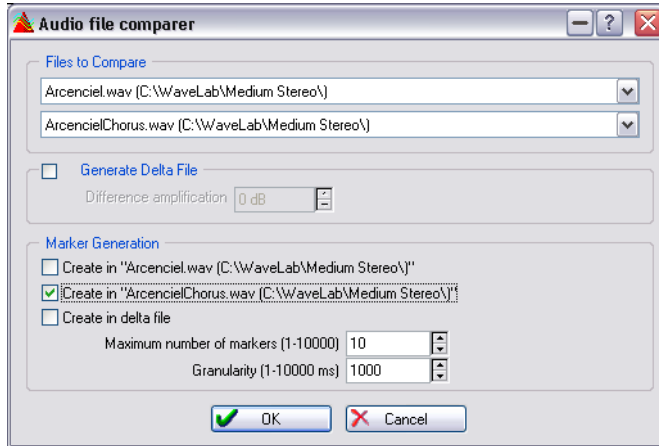 Audio file comparer
Files to Compare
Arcenciel.wav (C:\WaveLab\Medium Stereo\)
ArcencielChorus.wav (C:\WaveLab\Medium Stereo\)
Generate Delta File
Difference amplification 0 dB
Marker Generation
Create in "Arcenciel.wav (C:\WaveLab\Medium Stereo\)"
Create in "ArcencielChorus.wav (C:\WaveLab\Medium Stereo\)"
Create in delta file
Maximum number of markers (1-10000) 10
Granularity (1-10000 ms) 1000
OK Cancel